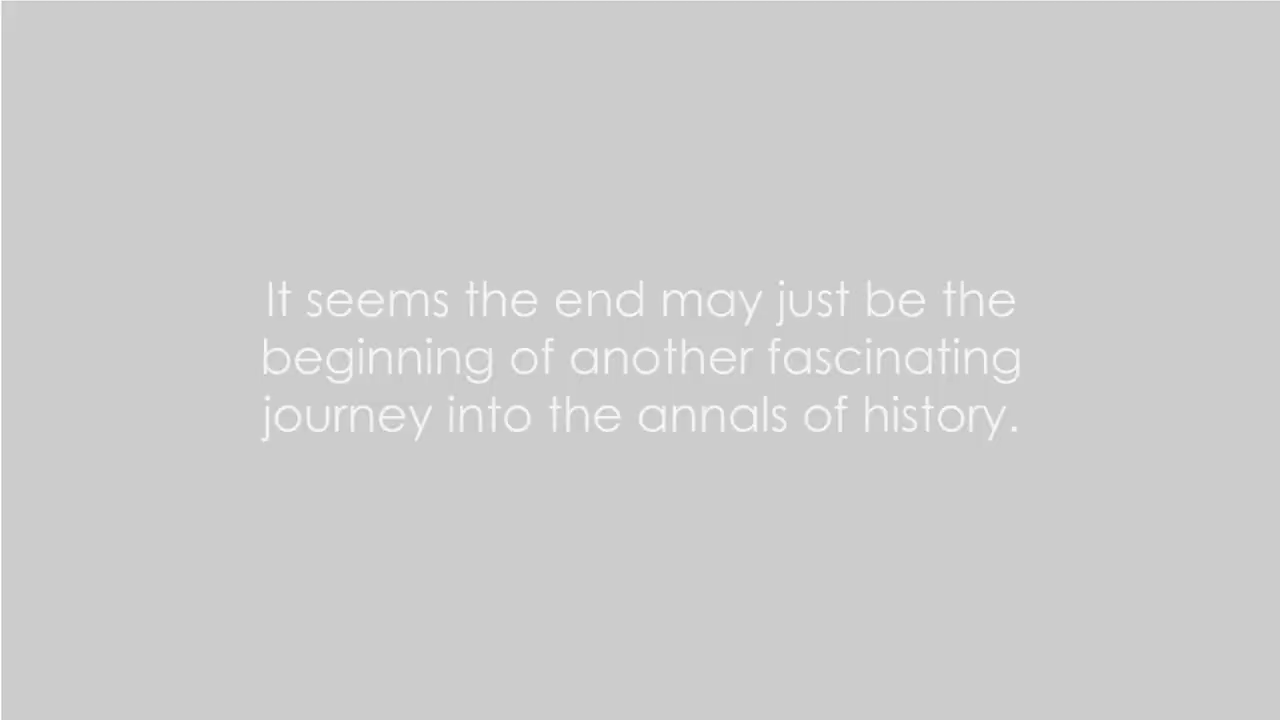 It seems the end may just be the
beginning of another fascinating
journey into the annals of history.